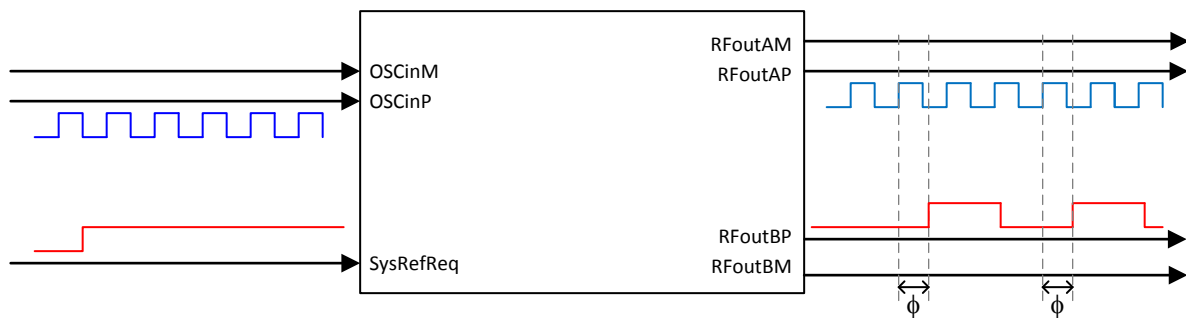 RFoutAM
OSCinM
RFoutAP
OSCinP
RFoutBP
SysRefReq
RFoutBM
ϕ
ϕ